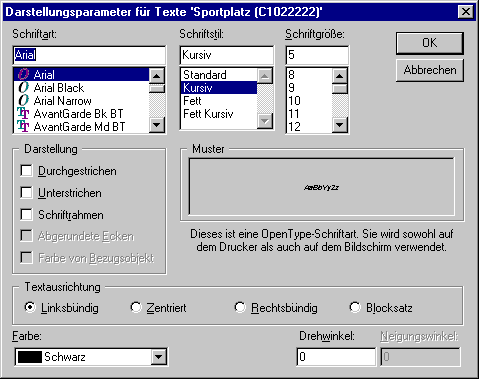 Darstellungsparameter für Texte 'Sportplatz (C1022222)'
Schriftart:
Schriftstil:
Schriftgröße:
Arial
Kursiv
5
OK
Abbrechen
Arial
Arial Black
Arial Narrow
AvantGarde Bk BT
AvantGarde Md BT
Standard
Kursiv
Fett
Fett Kursiv
8
9
10
11
12
Darstellung
Durchgestrichen
Unterstrichen
Schriftrahmen
Abgerundete Ecken
Farbe von Bezugsobjekt
Muster
AaBbYyZz
Dieses ist eine OpenType-Schriftart. Sie wird sowohl auf
dem Drucker als auch auf dem Bildschirm verwendet.
Textausrichtung
Linksbündig
Zentriert
Rechtsbündig
Blocksatz
Farbe:
Drehwinkel:
Neigungswinkel:
Schwarz
0
0